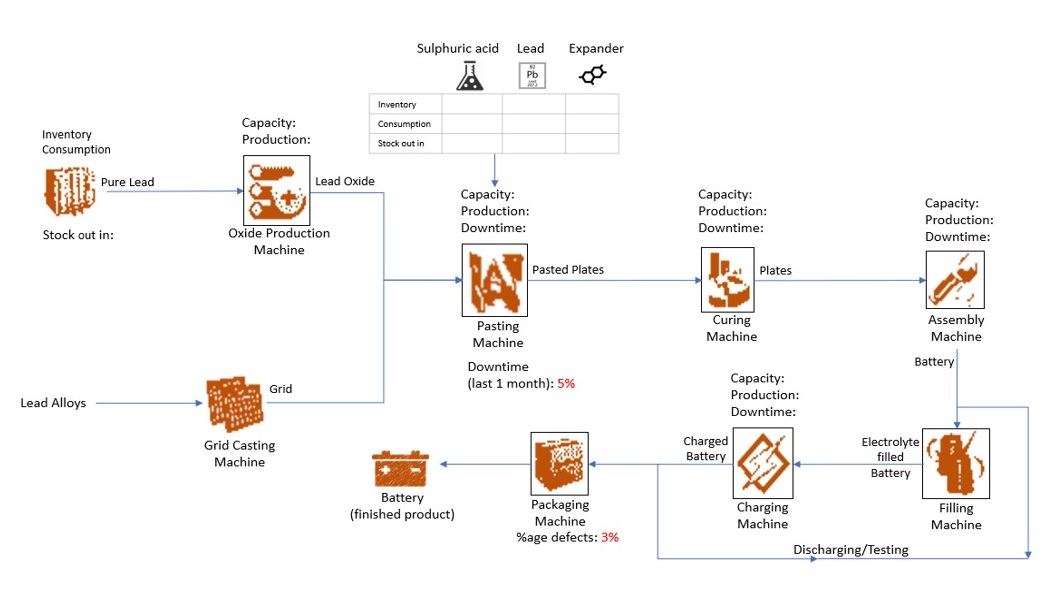 Sulphuric acid Lead Expander
Pb
Inventory
Consumption
Stock out in
Inventory
Consumption
Pure Lead
Stock out in:
Capacity:
Production:
Oxide Production
Machine
Lead Oxide
Capacity:
Production:
Downtime:
Pasting
Machine
Downtime
(last 1 month): 5%
Pasted Plates
Capacity:
Production:
Downtime:
Curing
Machine
Plates
Capacity:
Production:
Downtime:
Assembly
Machine
Battery
Lead Alloys
Grid Casting
Machine
Grid
Filling
Machine
Electrolyte
filled
Battery
Capacity:
Production:
Downtime:
Charging
Machine
Charged
Battery
Discharging/Testing
Packaging
Machine
%age defects: 3%
Battery
(finished product)